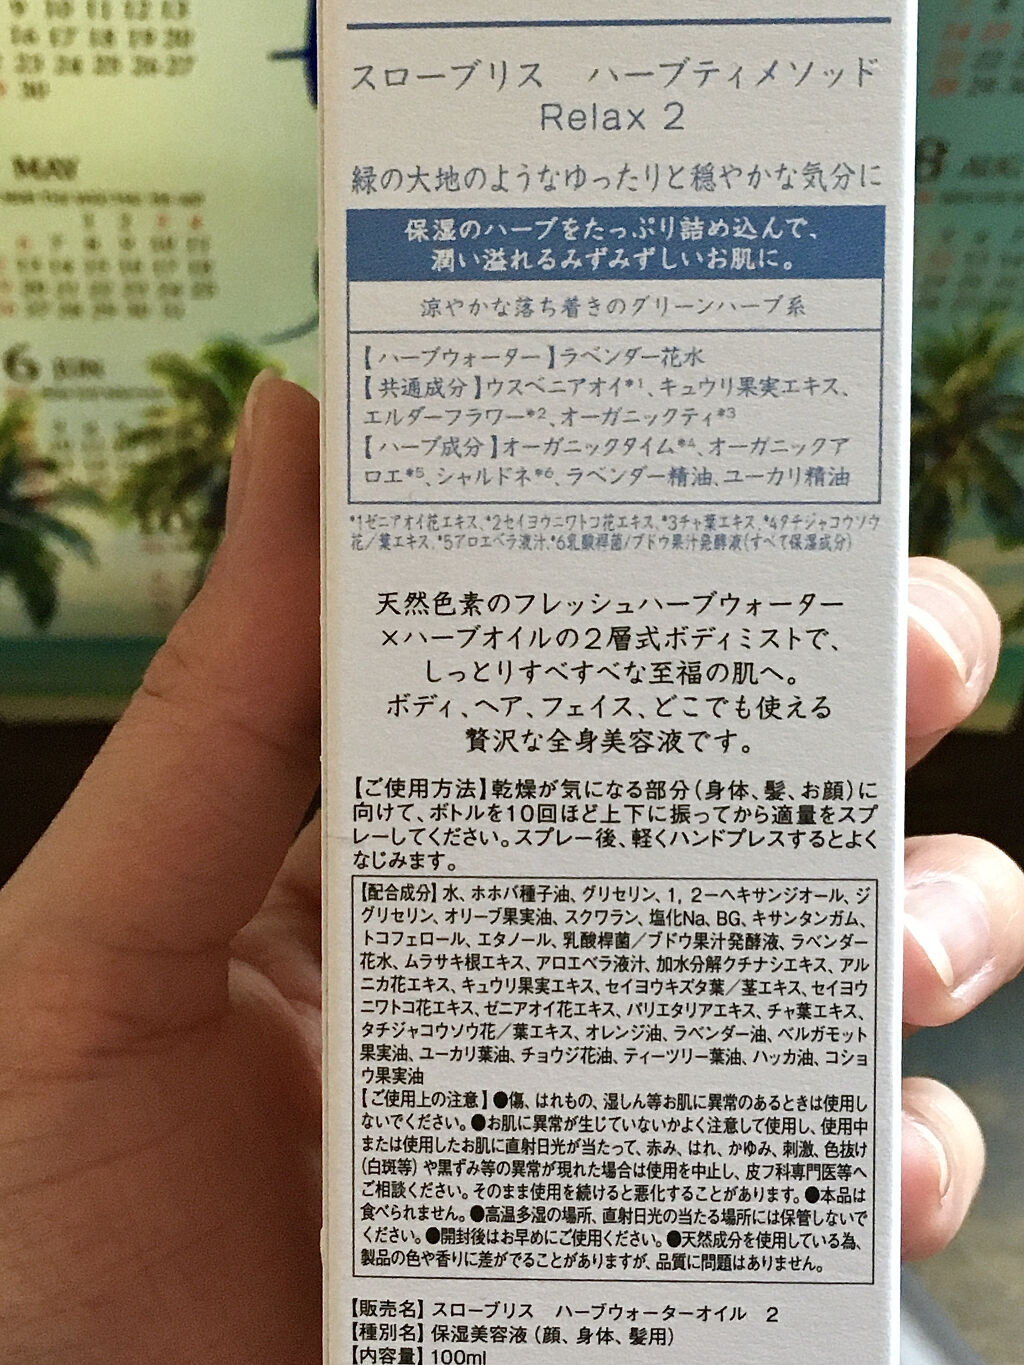 16 17 18 19 20
23 24 25 26 27
30
MAY
6 JUN
8
スローブリス ハーブティメソッド
Relax 2
緑の大地のようなゆったりと穏やかな気分に
保湿のハーブをたっぷり詰め込んで、
潤い溢れるみずみずしいお肌に。
涼やかな落ち着きのグリーンハーブ系
【ハーブウォーター】ラベンダー花水
【共通成分】ウスベニアオイ*1、キュウリ果実エキス、
エルダーフラワー*2、オーガニックティ*3
【ハーブ成分】オーガニックタイム*4、オーガニックア
ロエ*5、シャルドネ*6、ラベンダー精油、ユーカリ精油
*1ゼニアオイ花エキス、*2セイヨウニワトコ花エキス、*3チャ葉エキス、*4タチジャコウソウ
花/葉エキス、*5アロエベラ液汁、*6乳酸桿菌/ブドウ果汁発酵液(すべて保湿成分)
天然色素のフレッシュハーブウォーター
×ハーブオイルの2層式ボディミストで、
しっとりすべすべな至福の肌へ。
ボディ、ヘア、フェイス、どこでも使える
贅沢な全身美容液です。
【ご使用方法】乾燥が気になる部分(身体、髪、お顔)に
向けて、ボトルを10回ほど上下に振ってから適量をスプ
レーしてください。スプレー後、軽くハンドプレスするとよく
なじみます。
【配合成分】水、ホホバ種子油、グリセリン、1, 2ーヘキサンジオール、ジ
グリセリン、オリーブ果実油、スクワラン、塩化Na、BG、キサンタンガム、
トコフェロール、エタノール、乳酸桿菌/ブドウ果汁発酵液、ラベンダー
花水、ムラサキ根エキス、アロエベラ液汁、加水分解クチナシエキス、アル
ニカ花エキス、キュウリ果実エキス、セイヨウキズタ葉/茎エキス、セイヨウ
ニワトコ花エキス、ゼニアオイ花エキス、パリエタリアエキス、チャ葉エキス、
タチジャコウソウ花/葉エキス、オレンジ油、ラベンダー油、ベルガモット
果実油、ユーカリ葉油、チョウジ花油、ティーツリー葉油、ハッカ油、コショ
ウ果実油
【ご使用上の注意】●傷、はれもの、湿しん等お肌に異常のあるときは使用し
ないでください。●お肌に異常が生じていないかよく注意して使用し、使用中
または使用したお肌に直射日光が当たって、赤み、はれ、かゆみ、刺激、色抜け
(白斑等)や黒ずみ等の異常が現れた場合は使用を中止し、皮フ科専門医等へ
ご相談ください。そのまま使用を続けると悪化することがあります。●本品は
食べられません。●高温多湿の場所、直射日光の当たる場所には保管しないで
ください。●開封後はお早めにご使用ください。●天然成分を使用している為、
製品の色や香りに差がでることがありますが、品質に問題はありません。
【販売名】スローブリス ハーブウォーターオイル 2
【種別名】保湿美容液(顔、身体、髪用)
【内容量】100ml